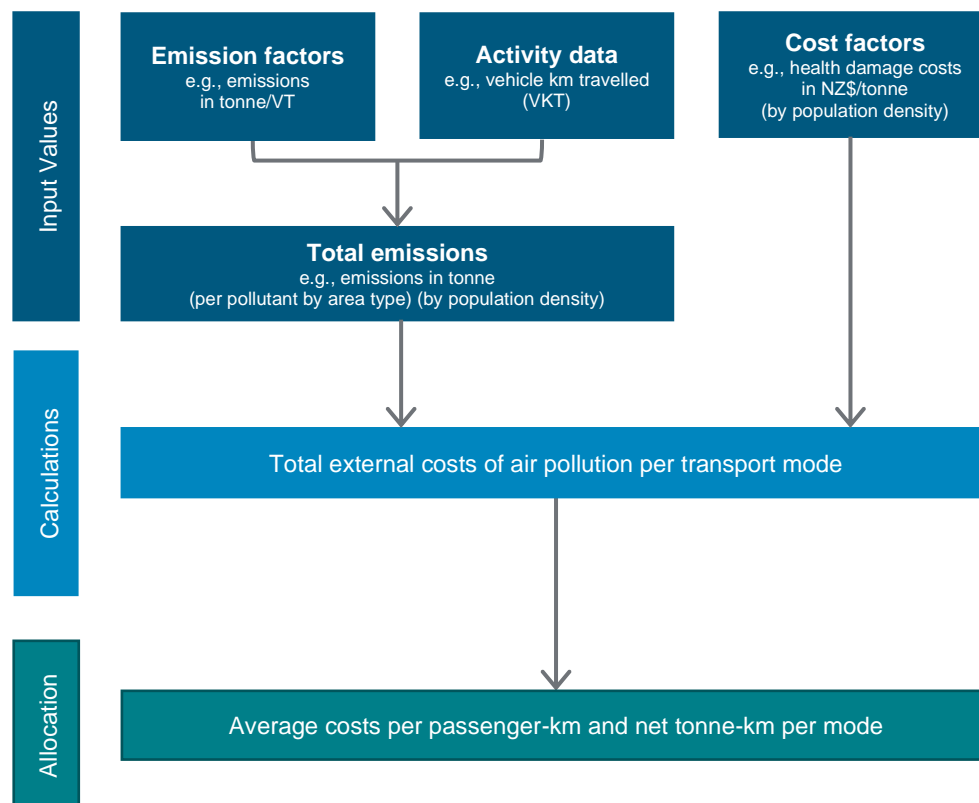 Input Values
Emission factors
e.g., emissions
in tonne/VT
Activity data
e.g., vehicle km travelled
(VKT)
Cost factors
e.g., health damage costs
in NZ$/tonne
(by population density)
Total emissions
e.g., emissions in tonne
(per pollutant by area type) (by population density)
Calculations
Total external costs of air pollution per transport mode
Allocation
Average costs per passenger-km and net tonne-km per mode